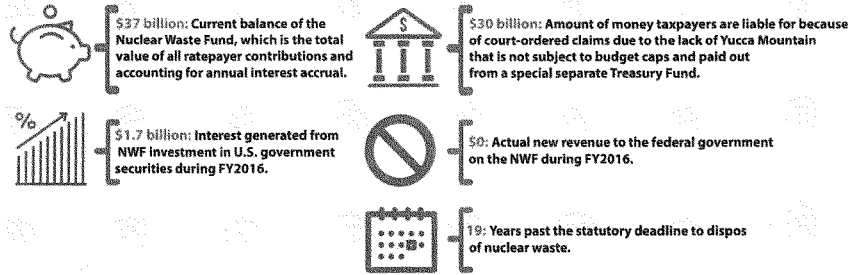 $37 billion: Current balance of the
Nuclear Waste Fund, which is the total
value of all ratepayer contributions and
accounting for annual interest accrual.
$
$30 billion: Amount of money taxpayers are liable for because
of court-ordered claims due to the lack of Yucca Mountain
that is not subject to budget caps and paid out
from a special separate Treasury Fund.
%
$1.7 billion: Interest generated from
NWF investment in U.S. government
securities during FY2016.
$0: Actual new revenue to the federal government
on the NWF during FY2016.
19: Years past the statutory deadline to dispos
of nuclear waste.